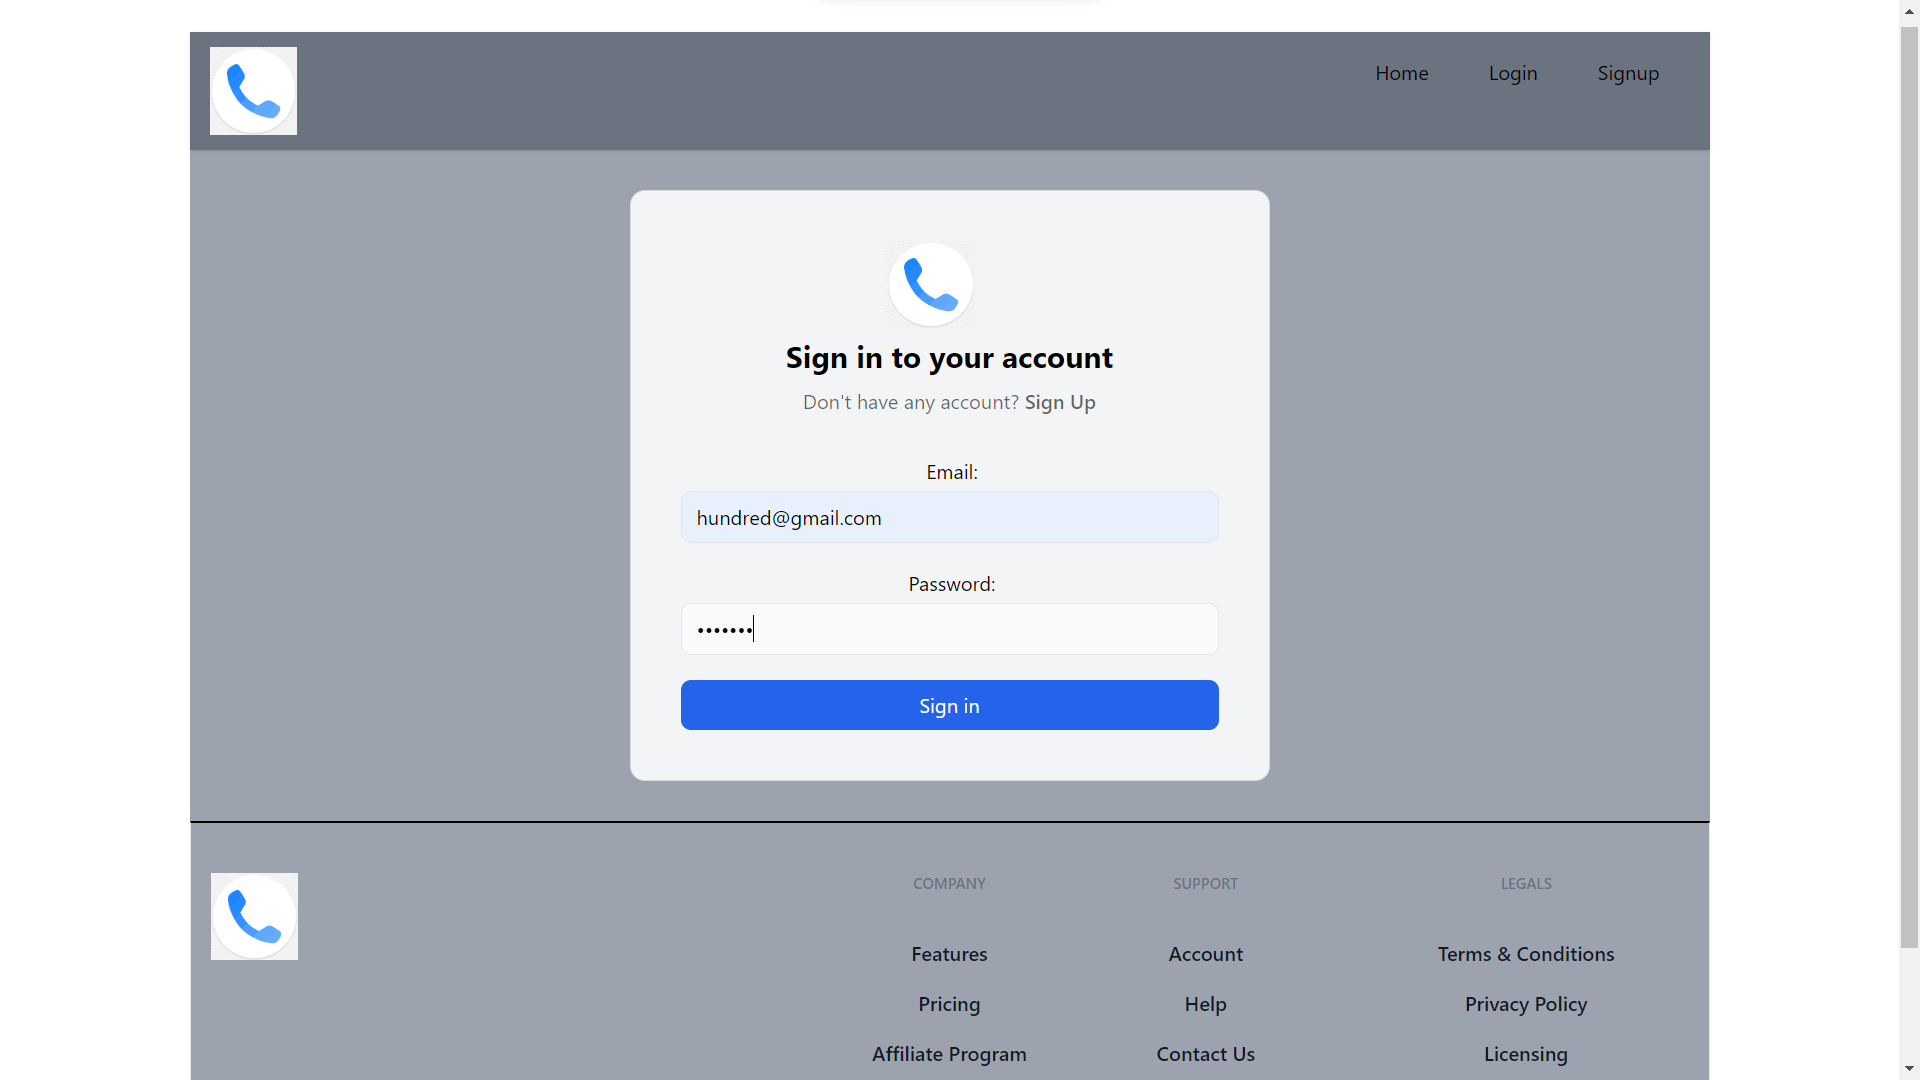 Home Login Signup
Sign in to your account
Don't have any account? Sign Up
Email:
hundred@gmail.com
Password:
•••••••
Sign in
COMPANY SUPPORT LEGALS
Features Account Terms & Conditions
Pricing Help Privacy Policy
Affiliate Program Contact Us Licensing